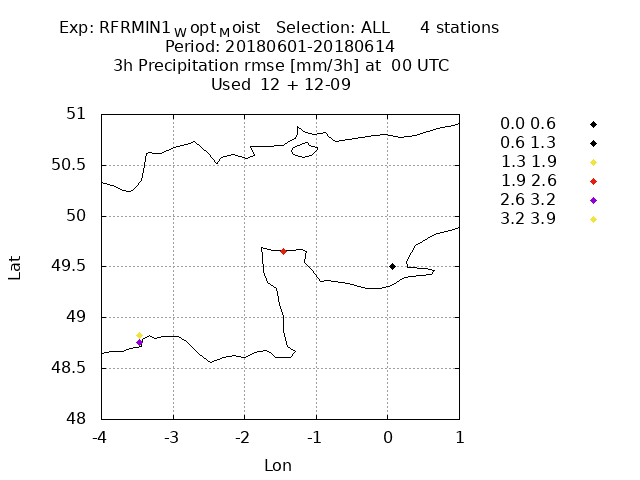 Exp: RFRMIN1WoptMoist Selection: ALL 4 stations
Period: 20180601-20180614
3h Precipitation rmse [mm/3h] at 00 UTC
Used 12 + 12-09
51
50.5
50
49.5
49
48.5
48
-4 -3 -2 -1 0 1
Lat
Lon
0.0 0.6
0.6 1.3
1.3 1.9
1.9 2.6
2.6 3.2
3.2 3.9